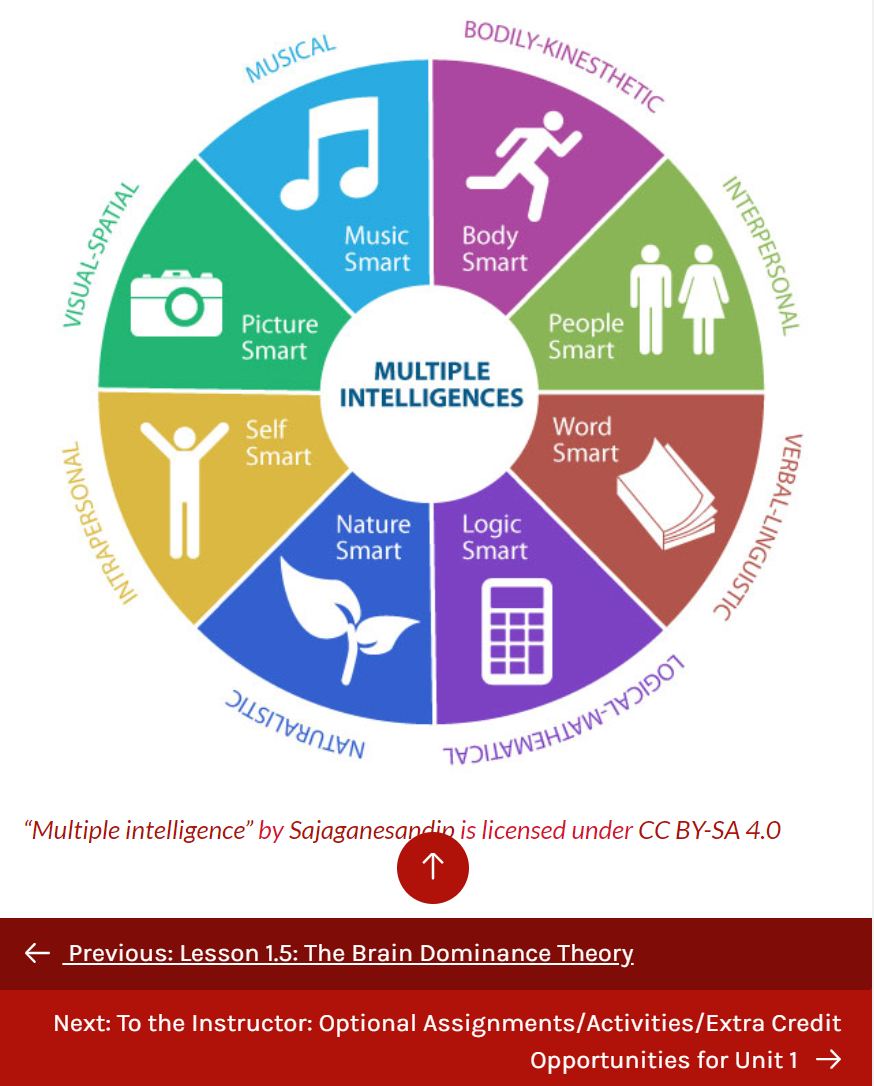 MUSICAL
BODILY-KINESTHETIC
VISUAL-SPATIAL
INTERPERSONAL
Music
Smart
Body
Smart
Picture
Smart
People
Smart
MULTIPLE
INTELLIGENCES
Self
Smart
Word
Smart
Nature
Smart
Logic
Smart
INTRAPERSONAL
VERBAL-LINGUISTIC
NATURALISTIC
LOGICAL-MATHEMATICAL
“Multiple intelligence” by Sajaganesandip is licensed under CC BY-SA 4.0
Previous: Lesson 1.5: The Brain Dominance Theory
Next: To the Instructor: Optional Assignments/Activities/Extra Credit
Opportunities for Unit 1